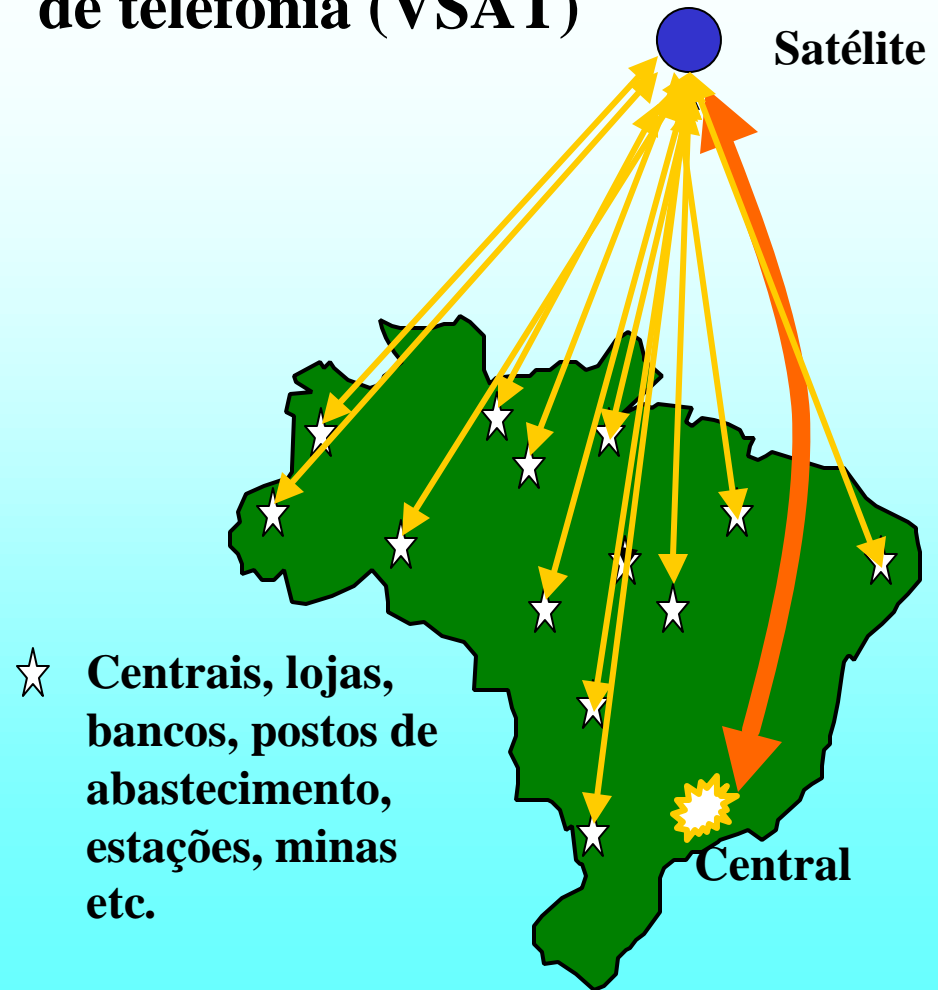 de telefonia (VSAT)
Satélite
Centrais, lojas,
bancos, postos de
abastecimento,
estações, minas
etc.
Central